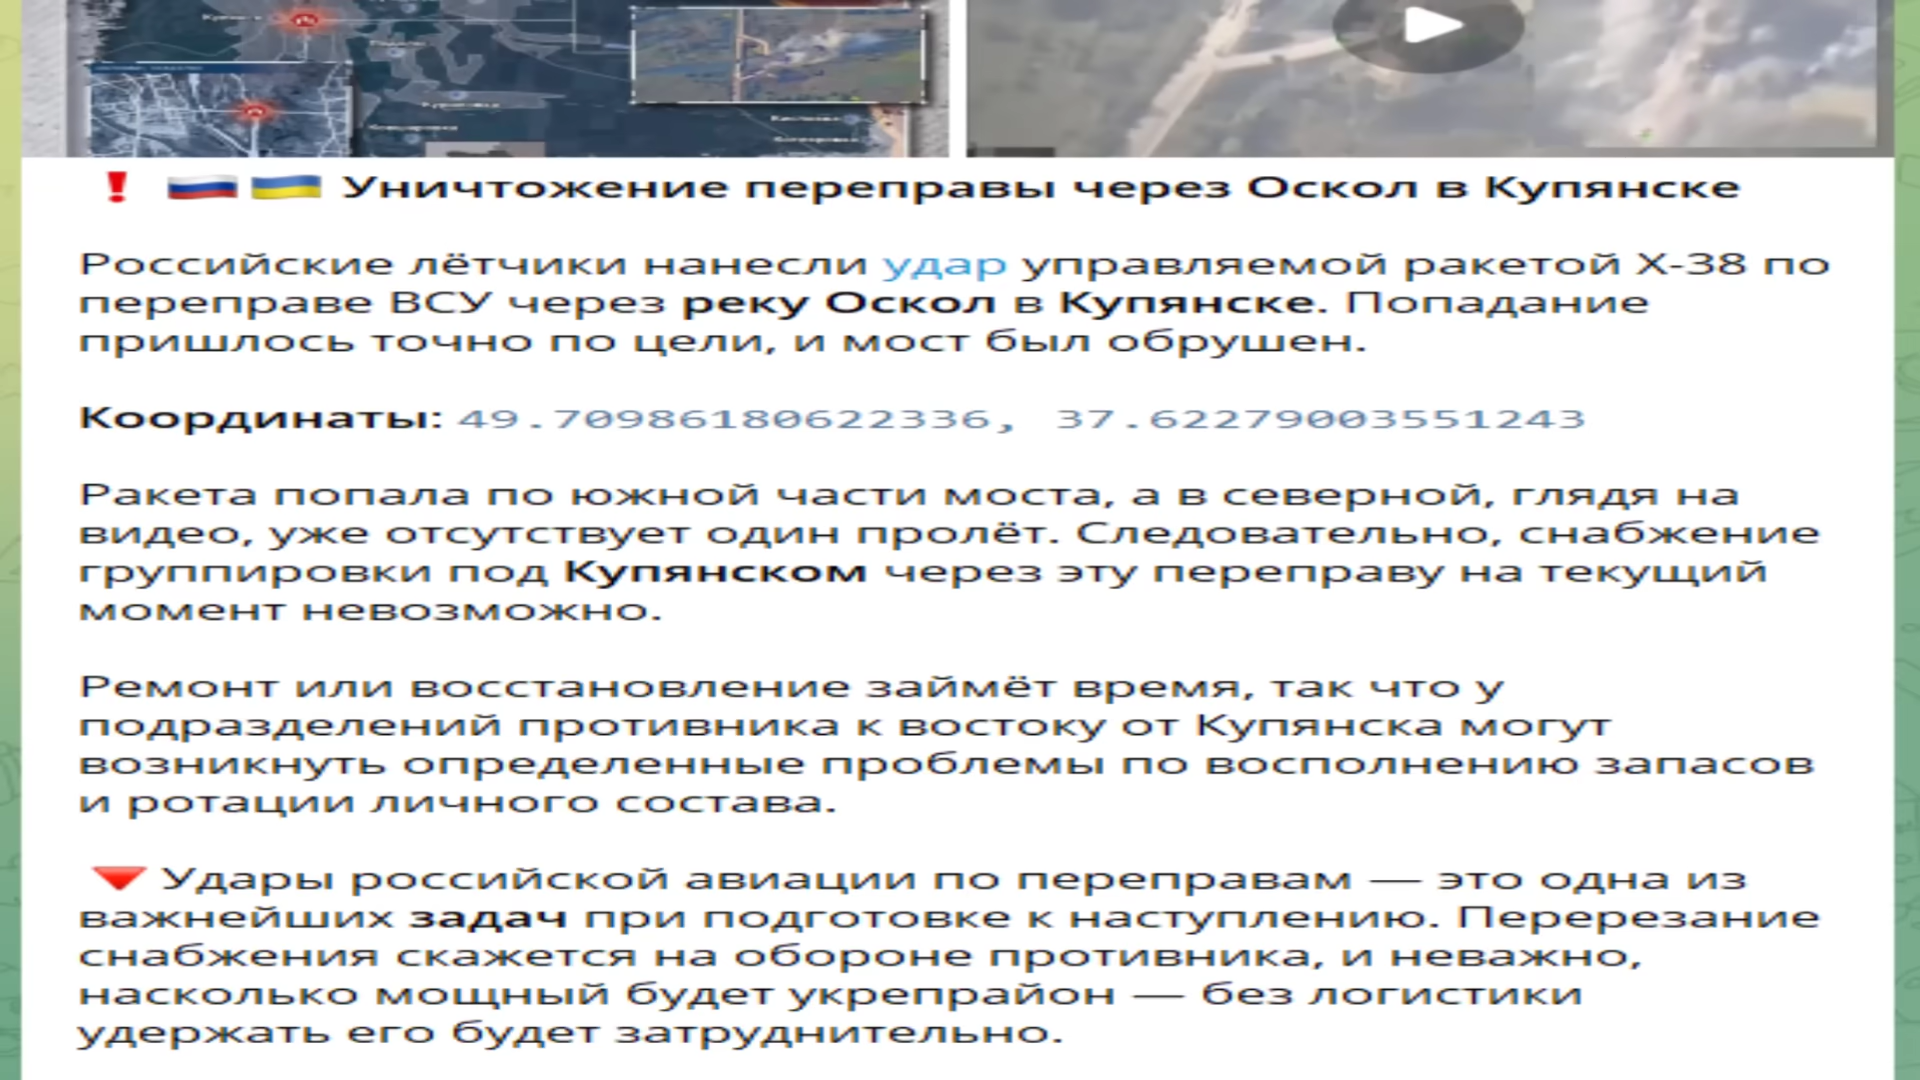 ❗ 🇷🇺🇺🇦 Уничтожение переправы через Оскол в Купянске
Российские лётчики нанесли удар управляемой ракетой Х-38 по
переправе ВСУ через реку Оскол в Купянске. Попадание
пришлось точно по цели, и мост был обрушен.
Координаты: 49.70986180622336, 37.62279003551243
Ракета попала по южной части моста, а в северной, глядя на
видео, уже отсутствует один пролёт. Следовательно, снабжение
группировки под Купянском через эту переправу на текущий
момент невозможно.
Ремонт или восстановление займёт время, так что у
подразделений противника к востоку от Купянска могут
возникнуть определенные проблемы по восполнению запасов
и ротации личного состава.
🔻Удары российской авиации по переправам — это одна из
важнейших задач при подготовке к наступлению. Перерезание
снабжения скажется на обороне противника, и неважно,
насколько мощный будет укрепрайон — без логистики
удержать его будет затруднительно.